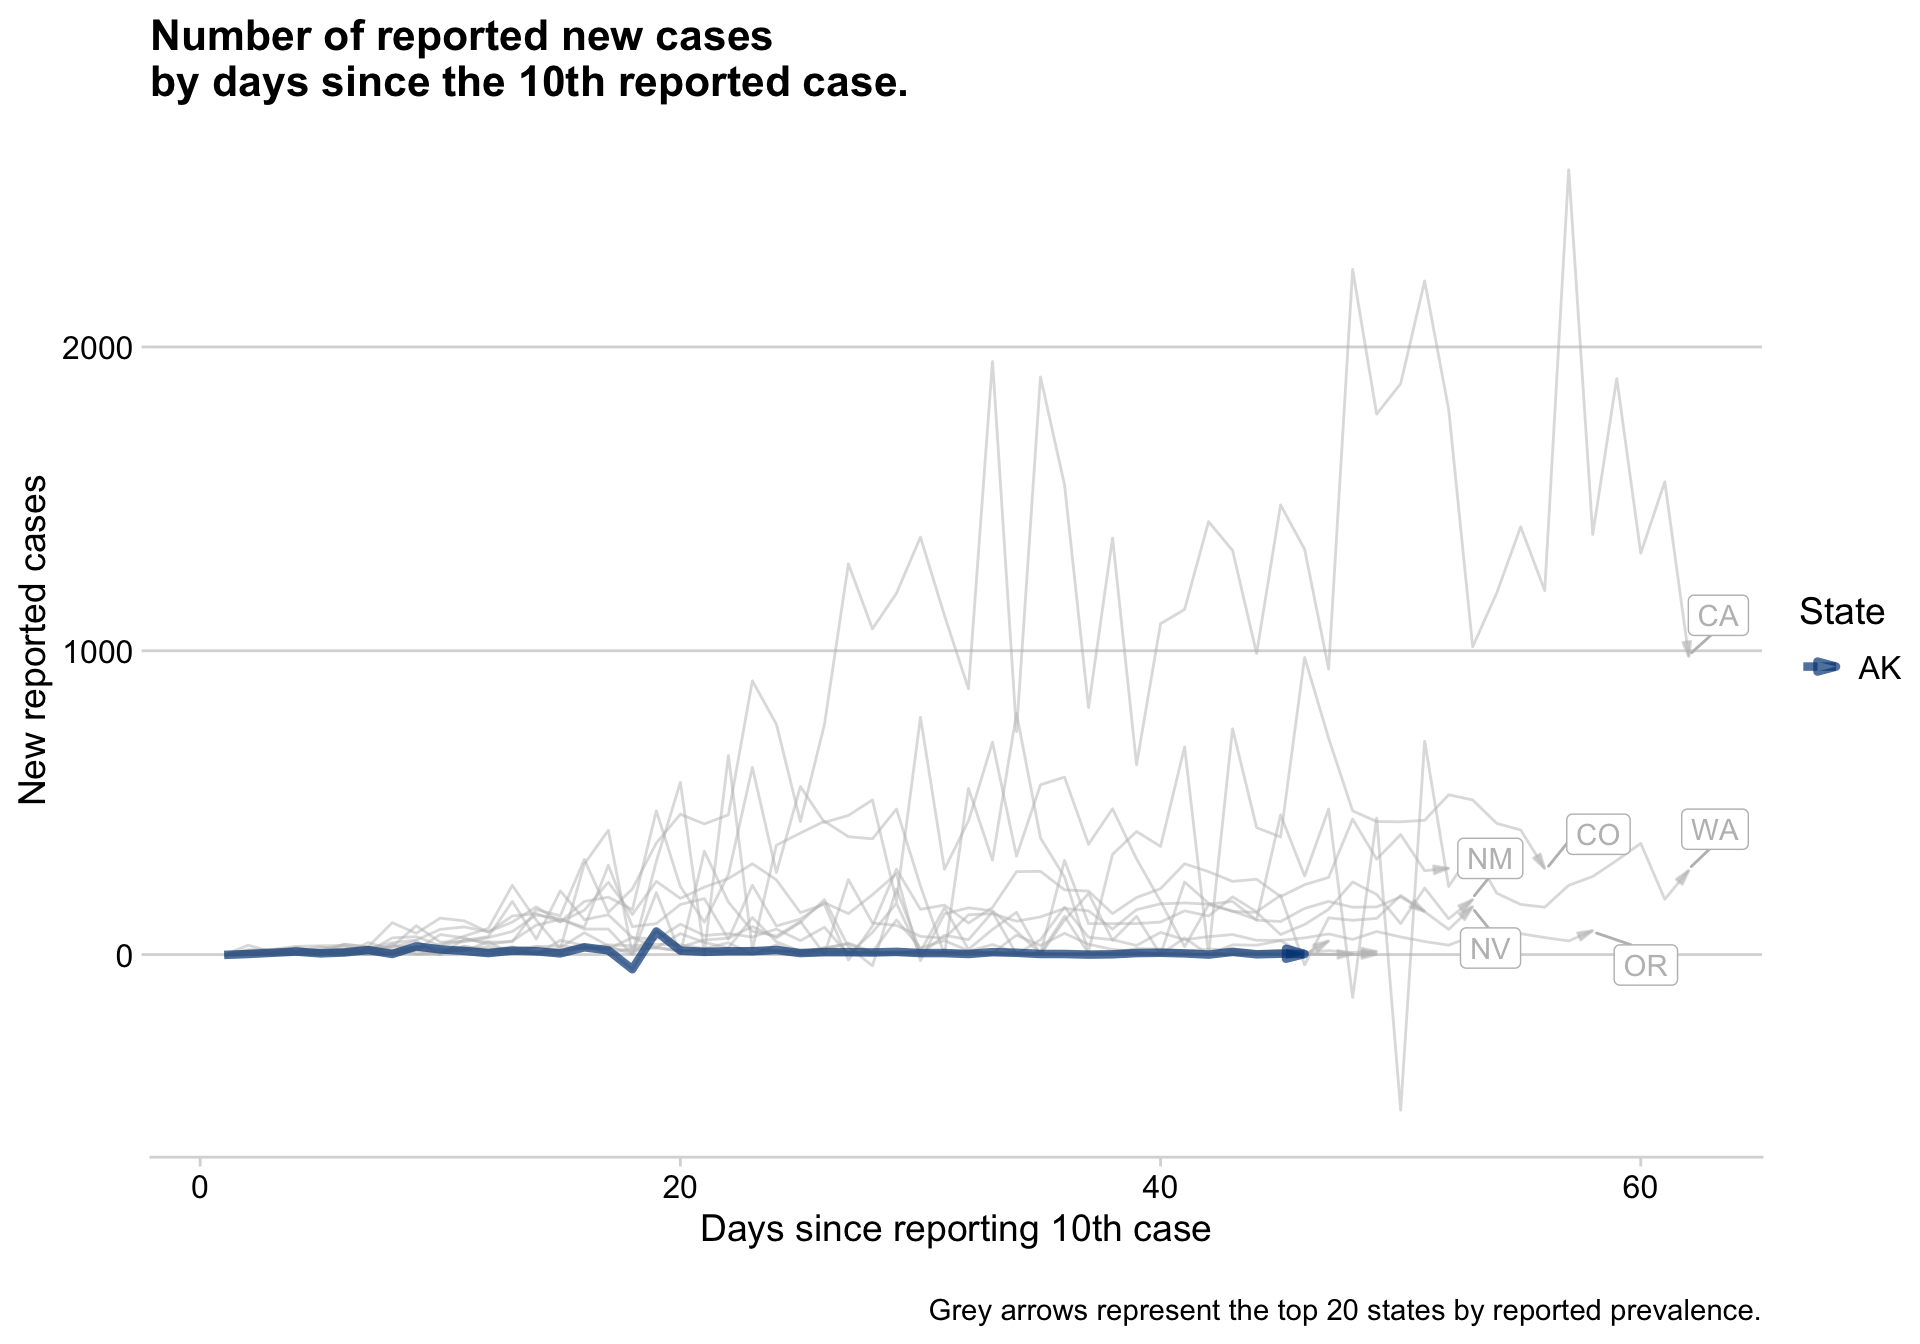 Number of reported new cases
by days since the 10th reported case.
New reported cases
2000
1000
0
CA
WA
CO
NM
NV
OR
State
AK
0
20
40
60
Days since reporting 10th case
Grey arrows represent the top 20 states by reported prevalence.